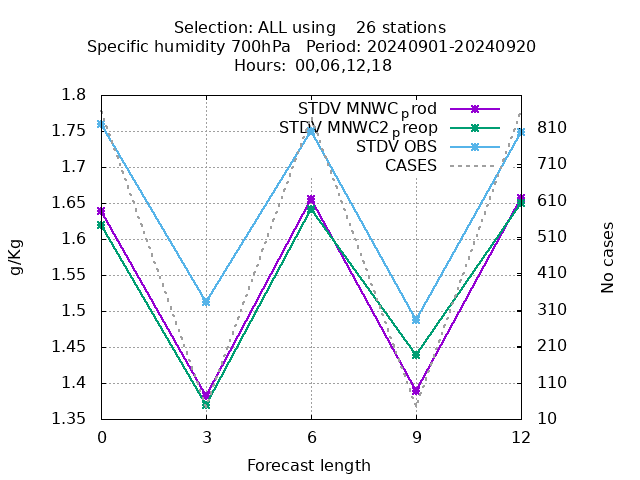 Selection: ALL using    26 stations
Specific humidity 700hPa   Period: 20240901-20240920
Hours: 00,06,12,18
STDV MNWC_prod
STDV MNWC2_preop
STDV OBS
CASES
1.8
1.75
1.7
1.65
1.6
1.55
1.5
1.45
1.4
1.35
g/Kg
810
710
610
510
410
310
210
110
10
No cases
0 3 6 9 12
Forecast length